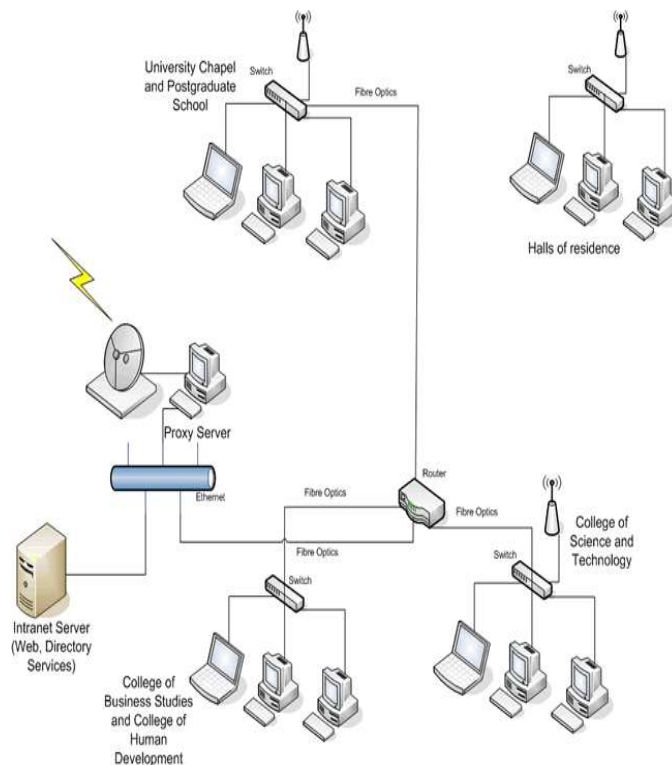 Switch
University Chapel
and Postgraduate
School
Fibre Optics
Switch
Halls of residence
Proxy Server
Ethernet
Router
Fibre Optics
Fibre Optics
College of
Science and
Technology
Fibre Optics
Switch
Switch
Intranet Server
(Web, Directory
Services)
College of
Business Studies
and College of
Human
Development